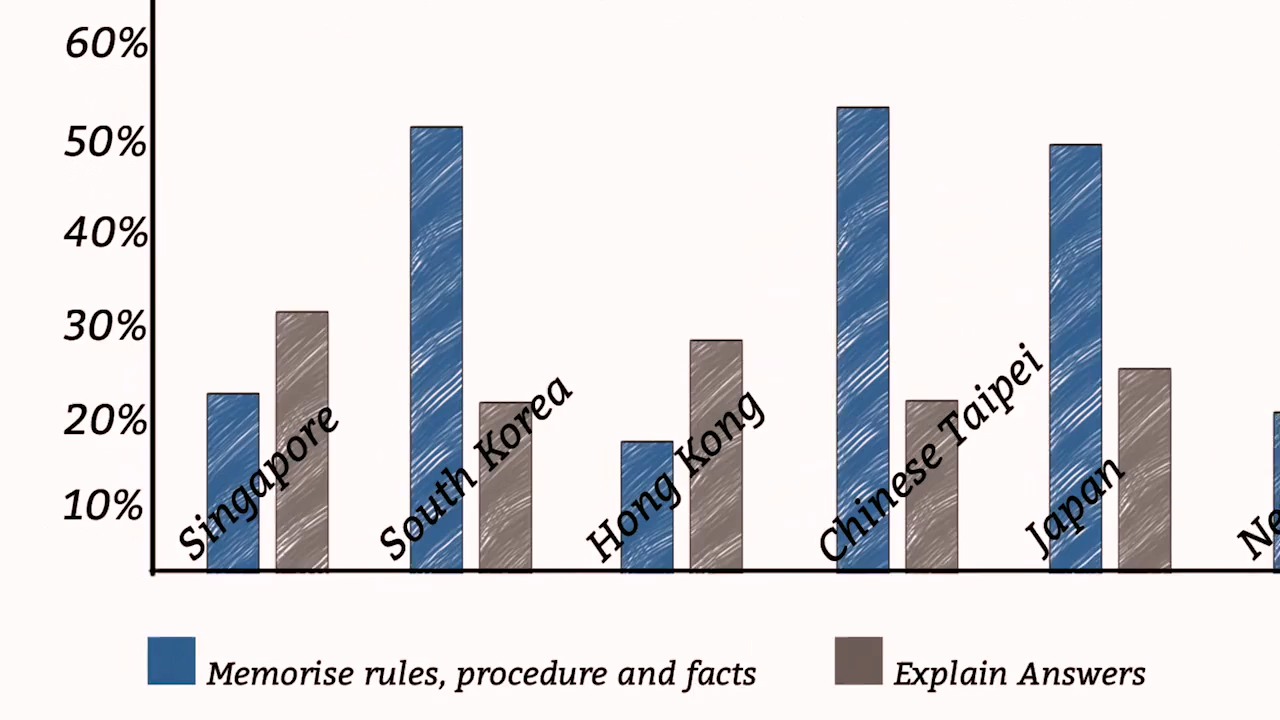 60%
50%
40%
30%
20%
10%
Singapore
South Korea
Hong Kong
Chinese Taipei
Japan
Memorise rules, procedure and facts
Explain Answers